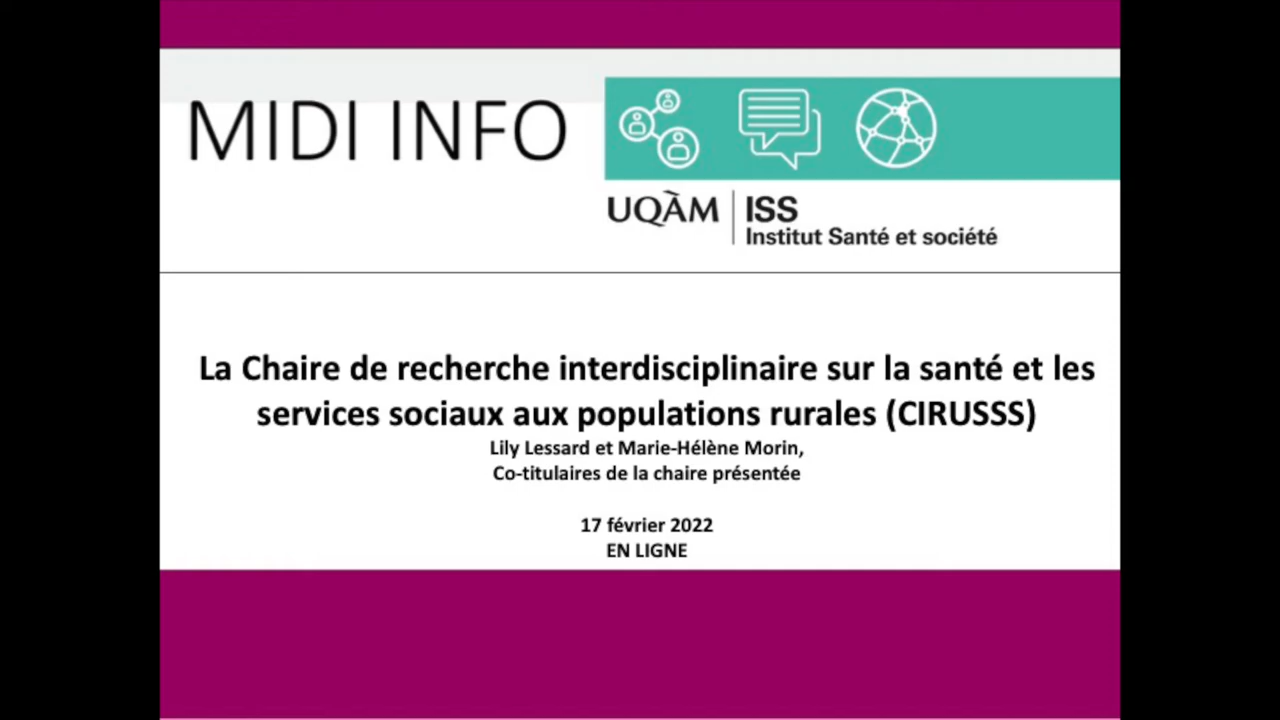 MIDI INFO
UQÀM
ISS
Institut Santé et société
La Chaire de recherche interdisciplinaire sur la santé et les
services sociaux aux populations rurales (CIRUSSS)
Lily Lessard et Marie-Hélène Morin,
Co-titulaires de la chaire présentée
17 février 2022
EN LIGNE